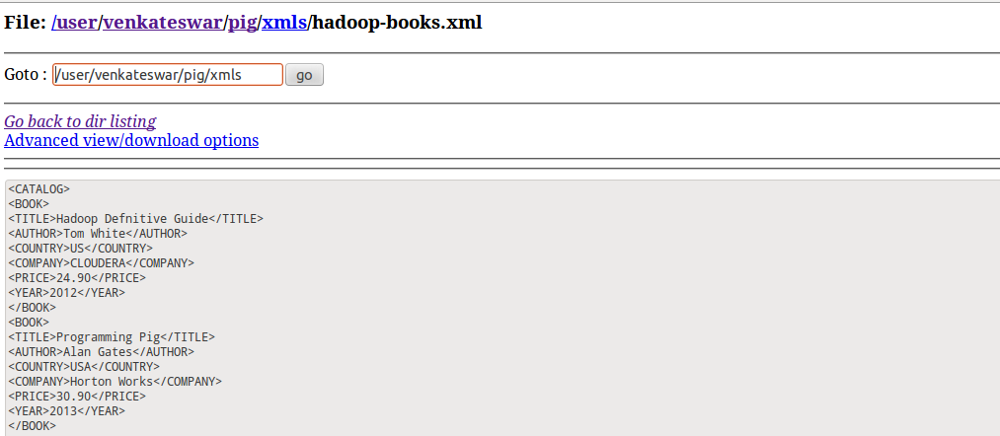 File: /user/venkateswar/pig/xmls/hadoop-books.xml
Goto : /user/venkateswar/pig/xmls go
Go back to dir listing
Advanced view/download options
<CATALOG>
<BOOK>
<TITLE>Hadoop Defnitive Guide</TITLE>
<AUTHOR>Tom White</AUTHOR>
<COUNTRY>US</COUNTRY>
<COMPANY>CLOUDERA</COMPANY>
<PRICE>24.90</PRICE>
<YEAR>2012</YEAR>
</BOOK>
<BOOK>
<TITLE>Programming Pig</TITLE>
<AUTHOR>Alan Gates</AUTHOR>
<COUNTRY>USA</COUNTRY>
<COMPANY>Horton Works</COMPANY>
<PRICE>30.90</PRICE>
<YEAR>2013</YEAR>
</BOOK>